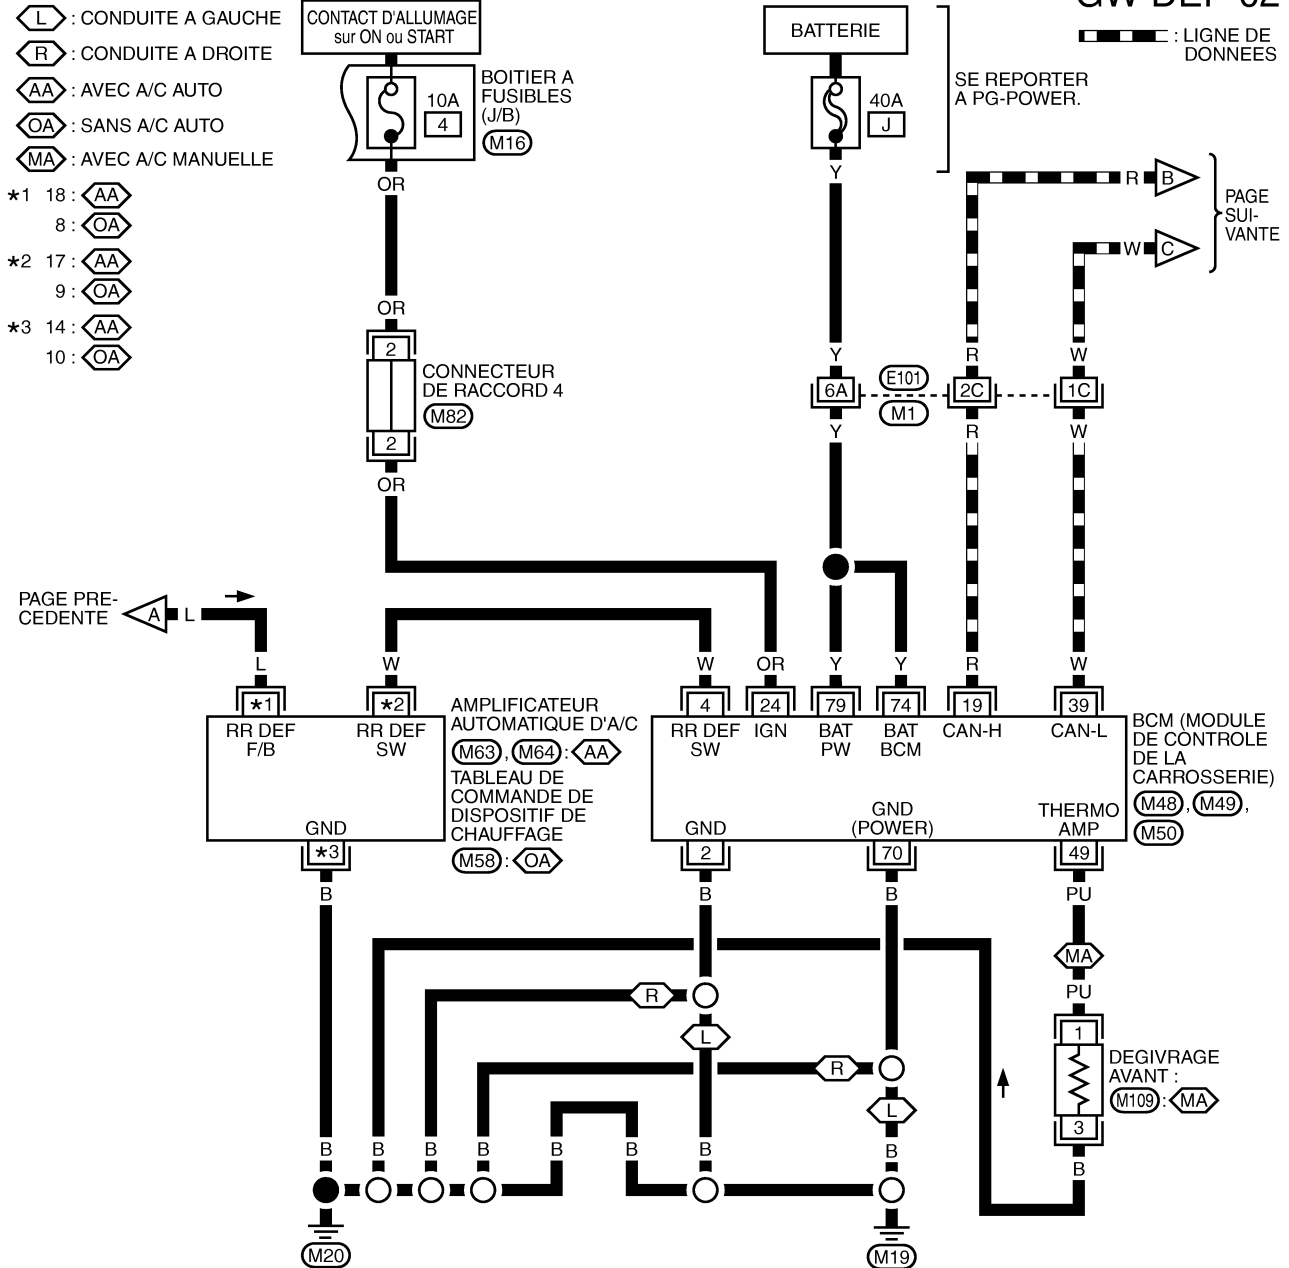 L : CONDUITE A GAUCHE
R : CONDUITE A DROITE
AA : AVEC A/C AUTO
OA : SANS A/C AUTO
MA : AVEC A/C MANUELLE
*1 18 : AA
8 : OA
*2 17 : AA
9 : OA
*3 14 : AA
10 : OA
CONTACT D'ALLUMAGE
sur ON ou START
BOITIER A
FUSIBLES
(J/B)
M16
10A
4
OR
OR
2
CONNECTEUR
DE RACCORD 4
M82
2
OR
BATTERIE
40A
J
SE REPORTER
A PG-POWER.
: LIGNE DE
DONNEES
Y
R B
W C
PAGE
SUI-
VANTE
Y
R
W
6A
E101
M1
2C
1C
Y
R
W
PAGE PRE-
CEDENTE
A L
L
W
W
OR
Y
Y
R
W
*1
*2
RR DEF
F/B
RR DEF
SW
GND
*3
AMPLIFICATEUR
AUTOMATIQUE D'A/C
M63 , M64 : AA
TABLEAU DE
COMMANDE DE
DISPOSITIF DE
CHAUFFAGE
M58 : OA
4
24
79
74
19
39
RR DEF
SW
IGN
BAT
PW
BAT
BCM
CAN-H
CAN-L
GND
GND
(POWER)
THERMO
AMP
2
70
49
BCM (MODULE
DE CONTROLE
DE LA
CARROSSERIE)
M48 , M49 ,
M50
B
B
B
PU
MA
PU
R
L
R
L
1
DEGIVRAGE
AVANT :
M109 : MA
3
B
B
B
B
B
B
B
B
B
M20
M19